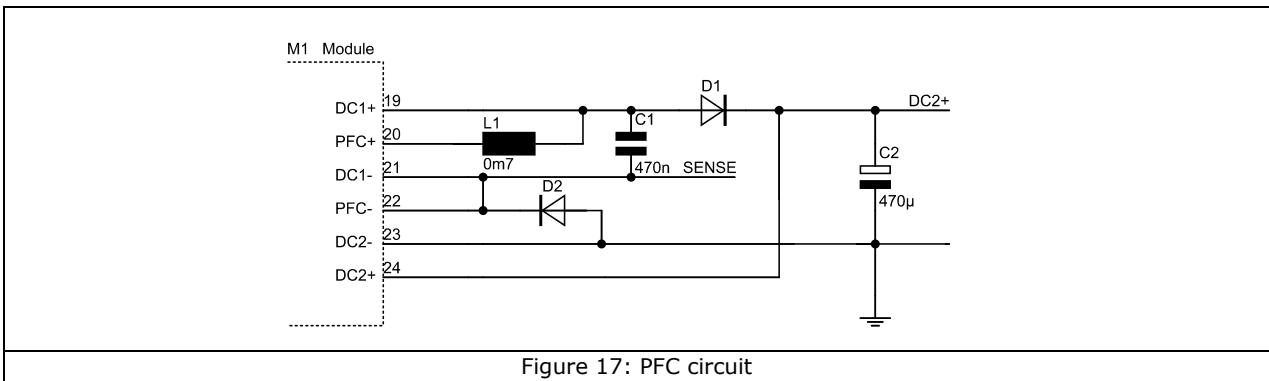 M1 Module
DC1+ 19
PFC+ 20
DC1- 21
PFC- 22
DC2- 23
DC2+ 24
L1
0m7
C1
470n
SENSE
D1
D2
DC2+
C2
470µ
Figure 17: PFC circuit